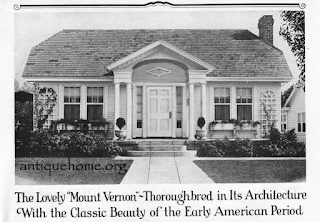 antiquehome.org
The Lovely "Mount Vernon"-Thoroughbred in Its Architecture
With the Classic Beauty of the Early American Period